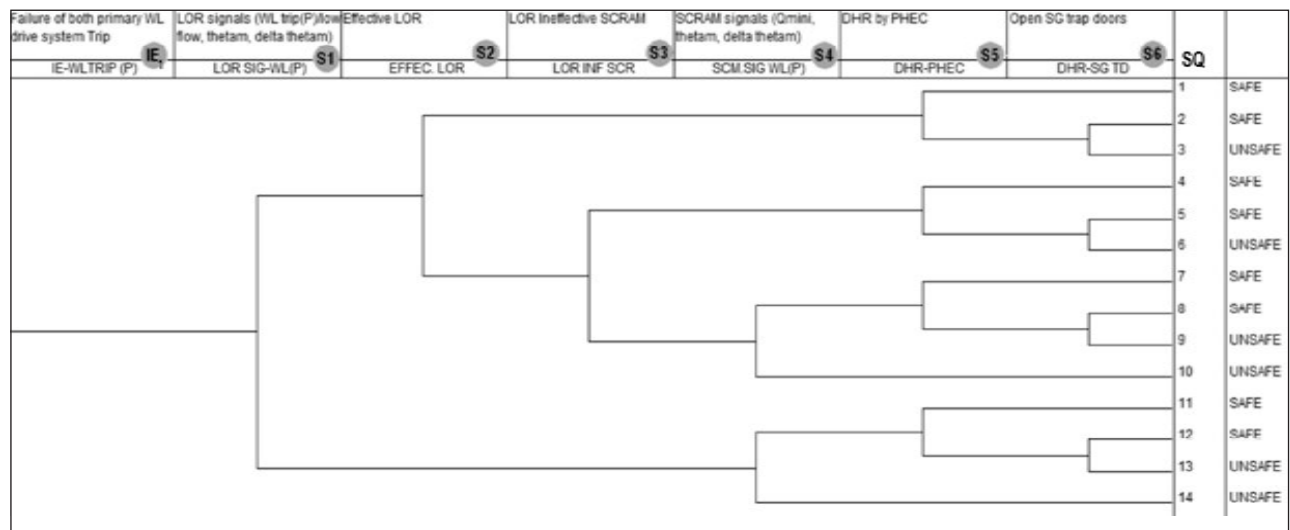 Failure of both primary WL
drive system Trip
IE,
IE-WLTRIP (P)
LOR signals (WL trip(P)/low
flow, thetam, delta thetam)
S1
LOR SIG-WL(P)
Effective LOR
S2
EFFEC. LOR
LOR Ineffective SCRAM
S3
LOR INF SCR
SCRAM signals (Qmini,
thetam, delta thetam)
S4
SCM.SIG WL(P)
DHR by PHEC
S5
DHR-PHEC
Open SG trap doors
S6
DHR-SG TD
SQ
1 SAFE
2 SAFE
3 UNSAFE
4 SAFE
5 SAFE
6 UNSAFE
7 SAFE
8 SAFE
9 UNSAFE
10 UNSAFE
11 SAFE
12 SAFE
13 UNSAFE
14 UNSAFE